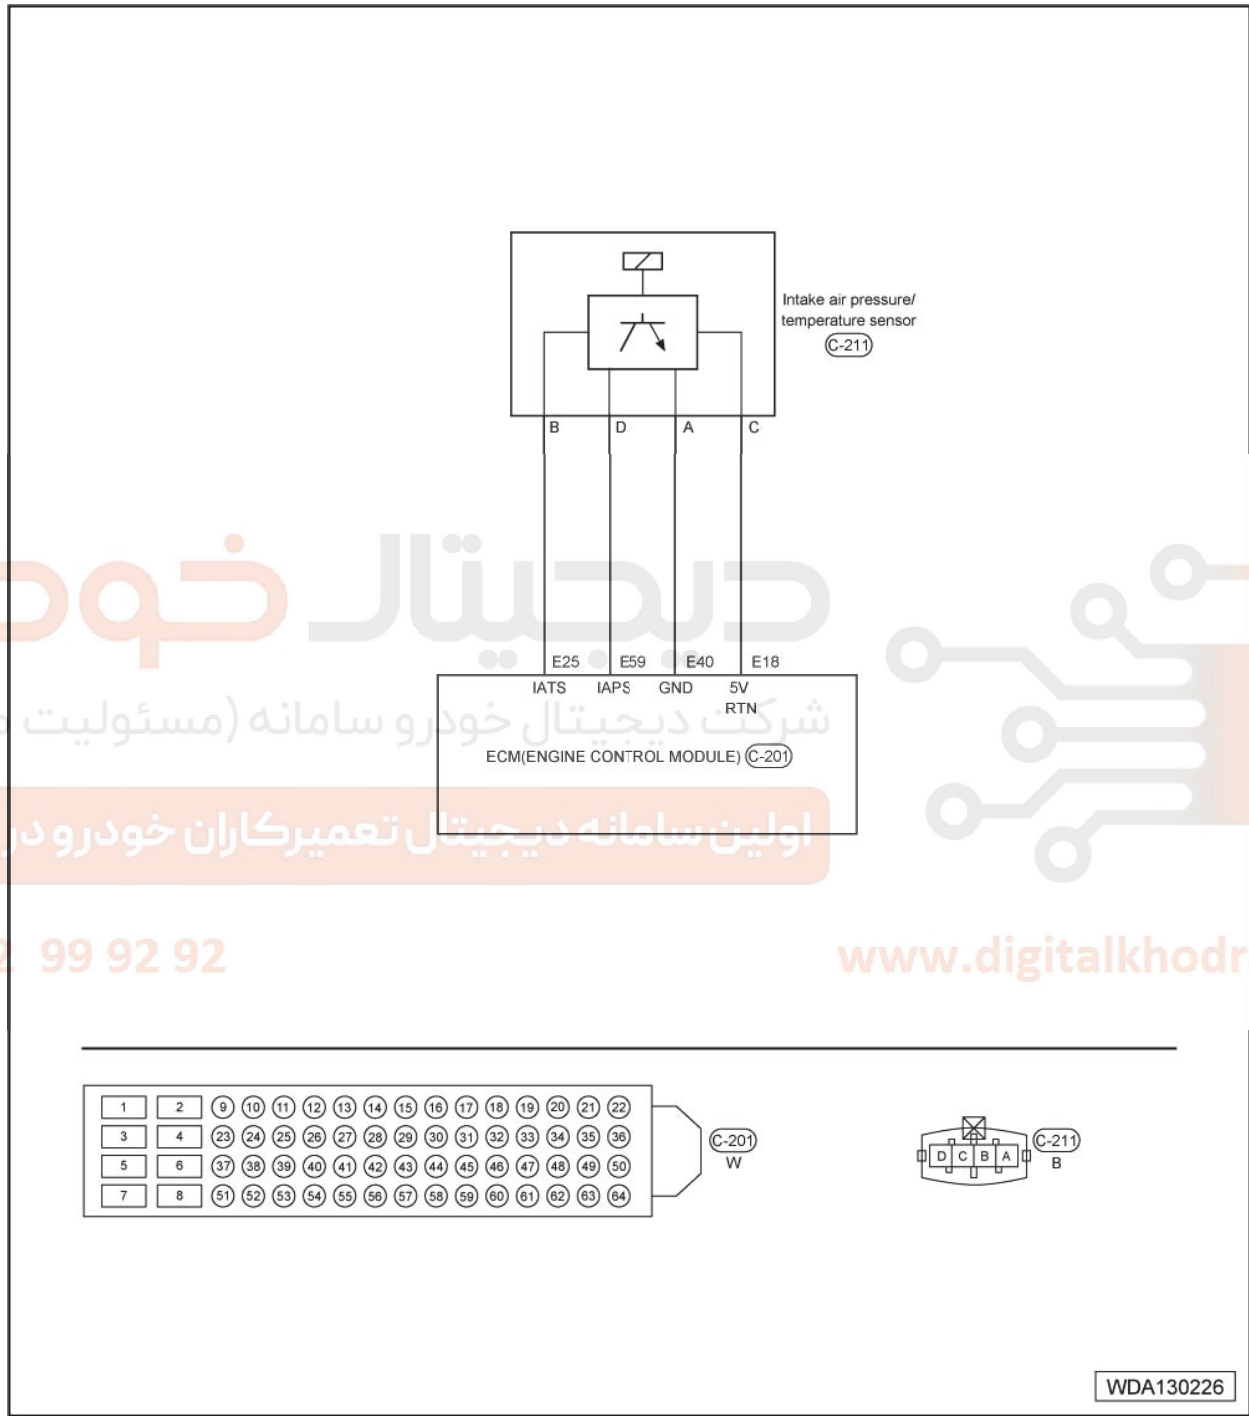 Intake air pressure/
temperature sensor
C-211
B D A C
E25 E59 E40 E18
IATS IAPS GND 5V
RTN
ECM(ENGINE CONTROL MODULE) C-201
دیجیتال
شرکت دیجیتال خودرو سامانه (مسئولیت
اولین سامانه دیجیتال تعمیرکاران خودرو در
2 99 92 92
www.digitalkhodr
1 2 9 10 11 12 13 14 15 16 17 18 19 20 21 22
3 4 23 24 25 26 27 28 29 30 31 32 33 34 35 36
5 6 37 38 39 40 41 42 43 44 45 46 47 48 49 50
7 8 51 52 53 54 55 56 57 58 59 60 61 62 63 64
C-201
W
D C B A
C-211
B
WDA130226